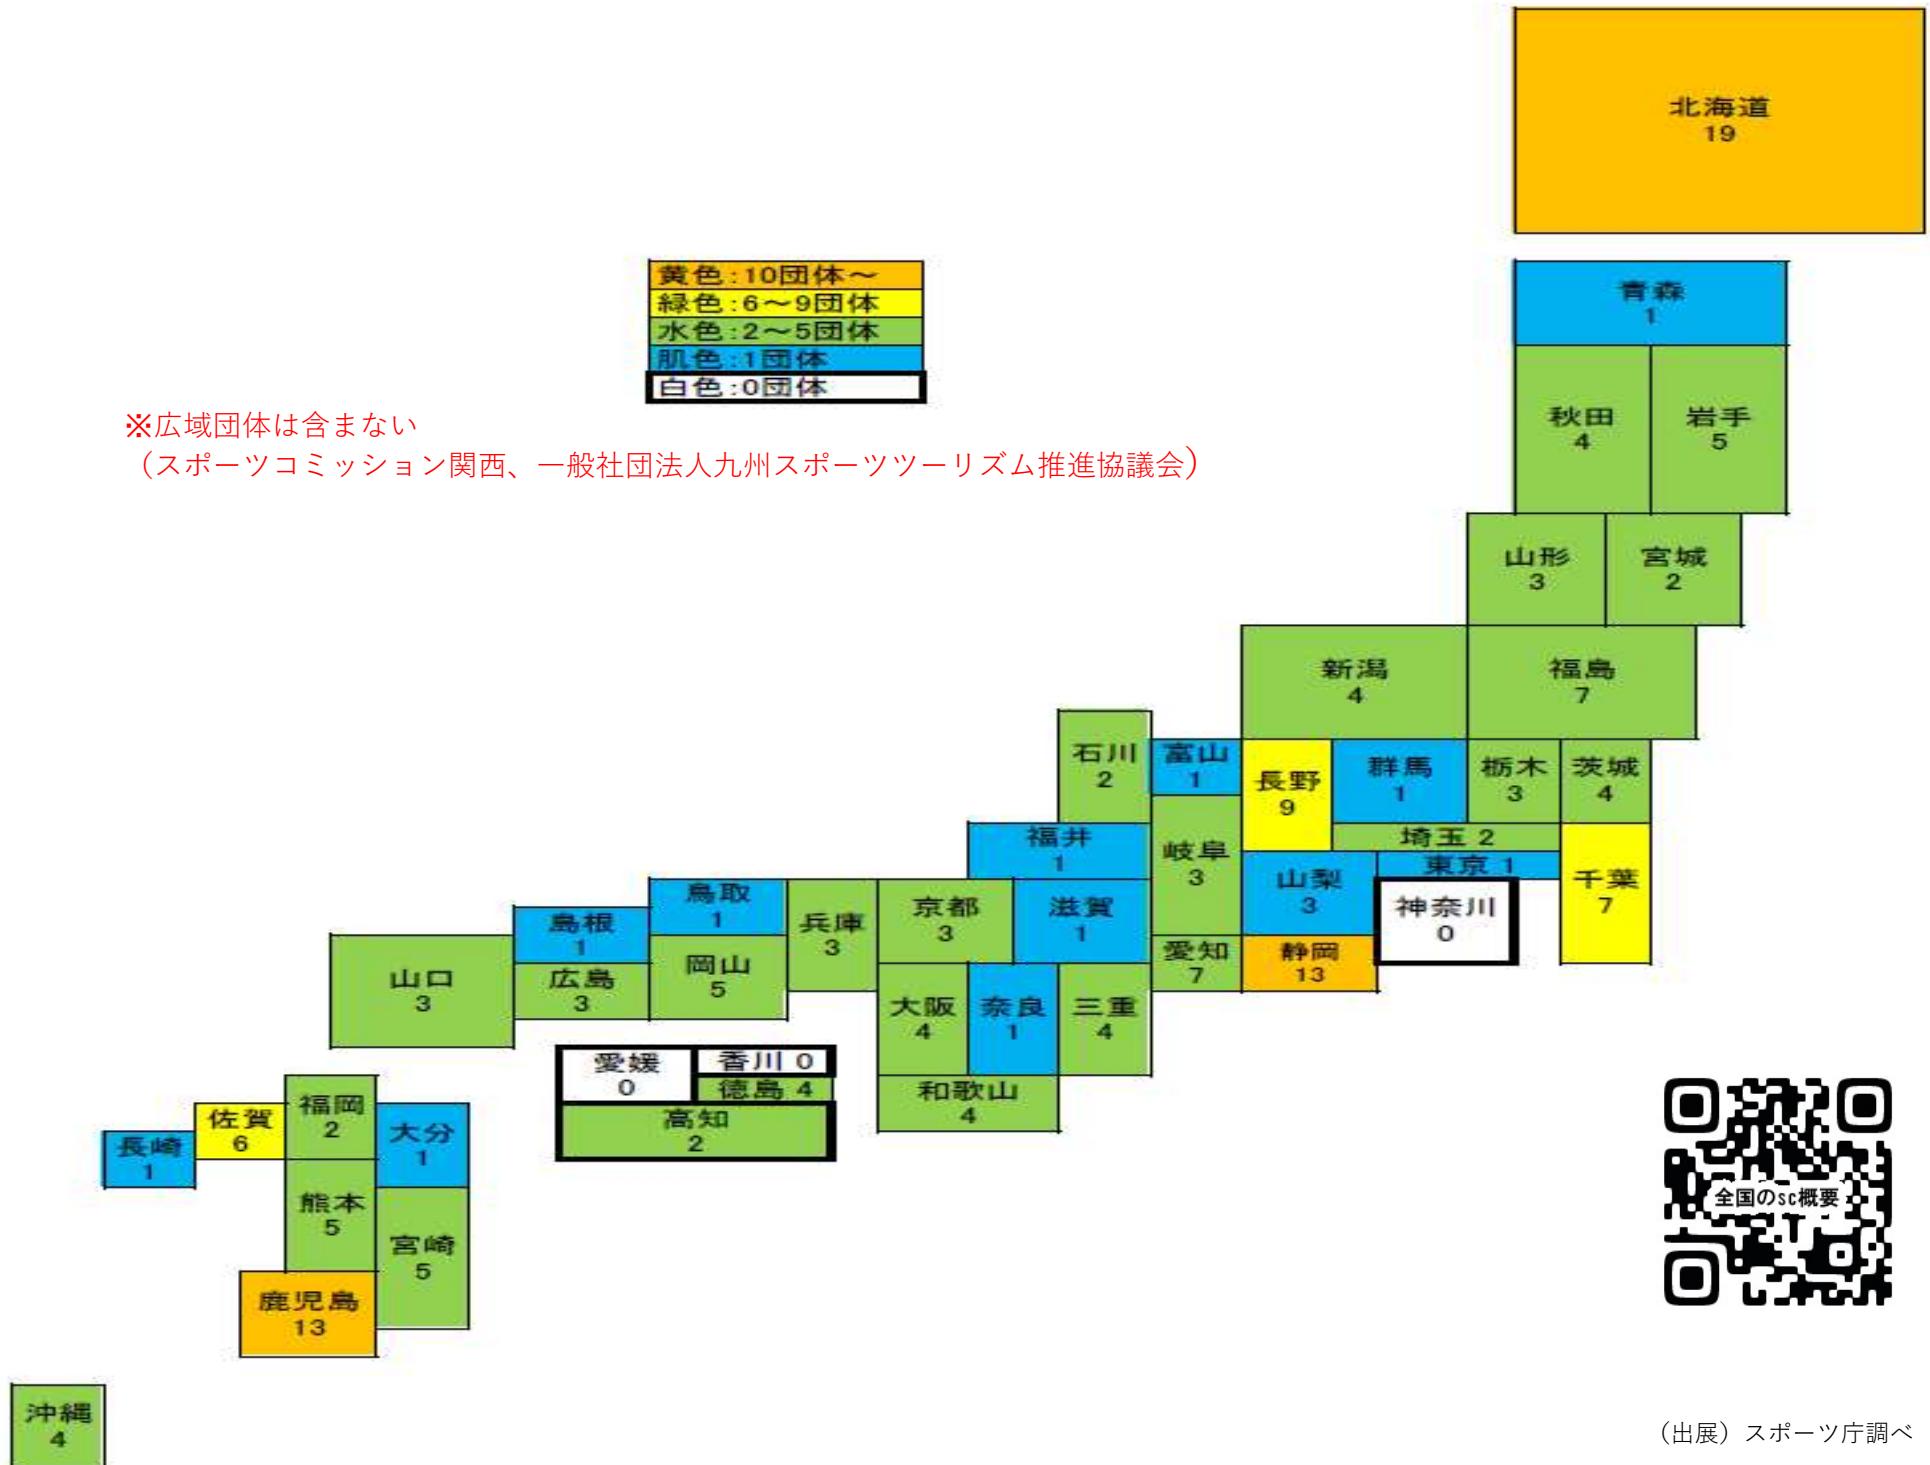 北海道
19
黄色:10団体～
緑色:6～9団体
水色:2～5団体
肌色:1団体
白色:0団体
青森
1
※広域団体は含まない
（スポーツコミッション関西、一般社団法人九州スポーツツーリズム推進協議会）
秋田
4
岩手
5
山形
3
宮城
2
新潟
4
福島
7
石川
2
富山
1
長野
9
群馬
1
栃木
3
茨城
4
埼玉 2
福井
1
岐阜
3
山梨
3
東京 1
千葉
7
神奈川
0
鳥取
1
島根
1
兵庫
3
京都
3
滋賀
1
愛知
7
静岡
13
山口
3
広島
3
岡山
5
大阪
4
奈良
1
三重
4
和歌山
4
愛媛
0
香川 0
徳島 4
高知
2
福岡
2
佐賀
6
長崎
1
大分
1
熊本
5
宮崎
5
鹿児島
13
沖縄
4
全国のsc概要
（出展）スポーツ庁調べ